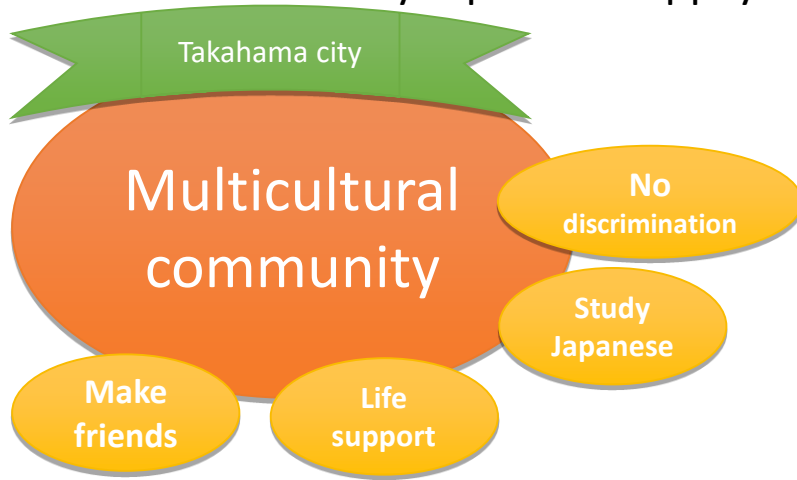 Takahama city
Multicultural
community
No
discrimination
Study
Japanese
Make
friends
Life
support